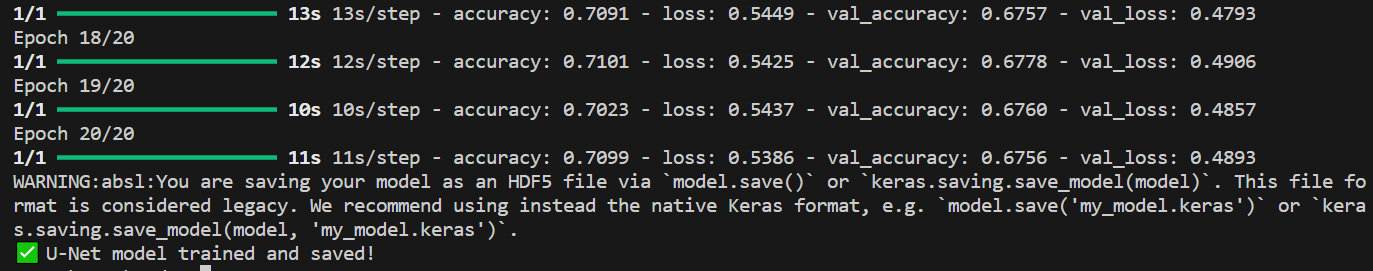 1/1 ━━━━━━━━━━━━━━━━━━━━ 13s 13s/step - accuracy: 0.7091 - loss: 0.5449 - val_accuracy: 0.6757 - val_loss: 0.4793
Epoch 18/20
1/1 ━━━━━━━━━━━━━━━━━━━━ 12s 12s/step - accuracy: 0.7101 - loss: 0.5425 - val_accuracy: 0.6778 - val_loss: 0.4906
Epoch 19/20
1/1 ━━━━━━━━━━━━━━━━━━━━ 10s 10s/step - accuracy: 0.7023 - loss: 0.5437 - val_accuracy: 0.6760 - val_loss: 0.4857
Epoch 20/20
1/1 ━━━━━━━━━━━━━━━━━━━━ 11s 11s/step - accuracy: 0.7099 - loss: 0.5386 - val_accuracy: 0.6756 - val_loss: 0.4893
WARNING:absl:You are saving your model as an HDF5 file via `model.save()` or `keras.saving.save_model(model)`. This file fo
rmat is considered legacy. We recommend using instead the native Keras format, e.g. `model.save('my_model.keras')` or `kera
s.saving.save_model(model, 'my_model.keras')`.
✅ U-Net model trained and saved!